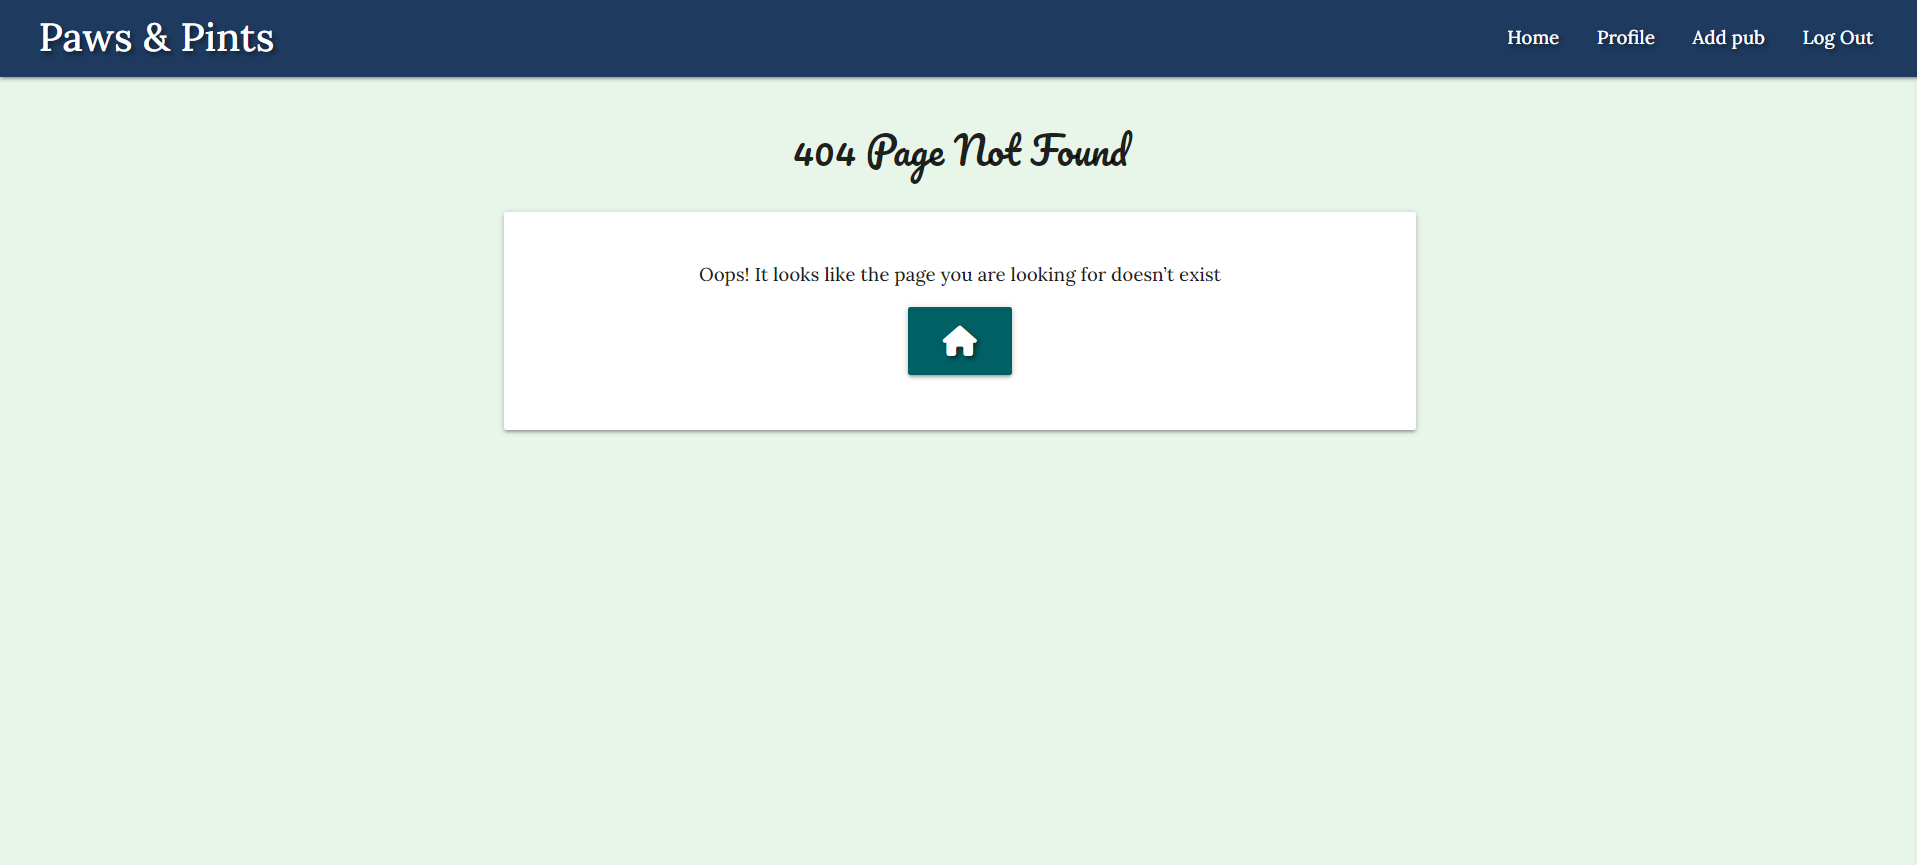 Paws & Pints
Home Profile Add pub Log Out
404 Page Not Found
Oops! It looks like the page you are looking for doesn’t exist